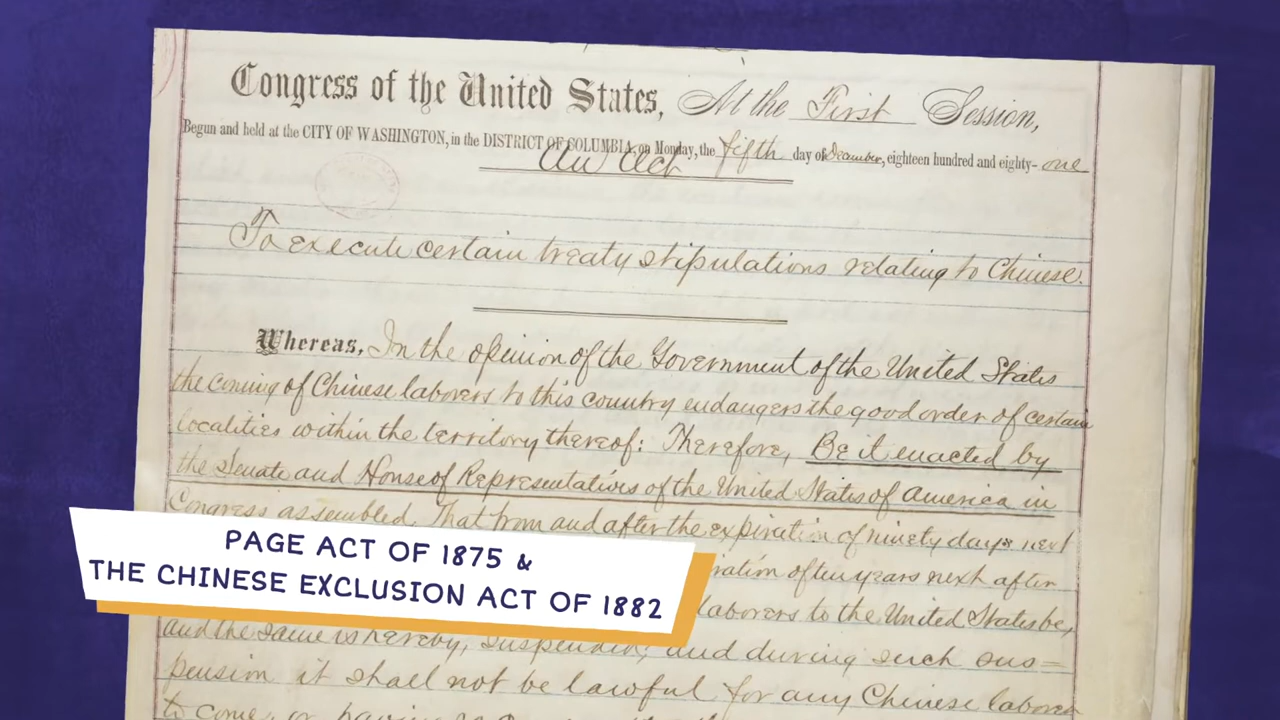 Congress of the United States, At the First Session,
Begun and held at the CITY OF WASHINGTON, in the DISTRICT OF COLUMBIA, on Monday, the fifth day of December, eighteen hundred and eighty-one
An Act
To execute certain treaty stipulations relating to Chinese.
Whereas, In the opinion of the Government of the United States
the coming of Chinese laborers to this country endangers the good order of certain
localities within the territory thereof: Therefore, Be it enacted by
the Senate and House of Representatives of the United States of America in
Congress assembled, That from and after the expiration of ninety days next
PAGE ACT OF 1875 &
THE CHINESE EXCLUSION ACT OF 1882
ration of ten years next after
laborers to the United States be,
and the same is hereby, suspended; and during such sus=
pension it shall not be lawful for any Chinese laborer
to come, or having